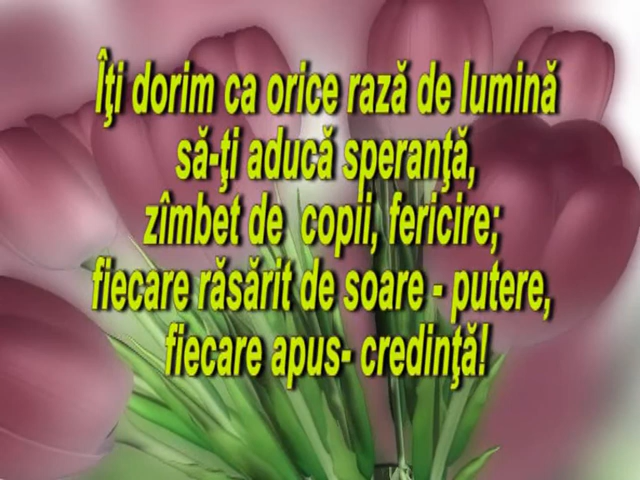 Îţi dorim ca orice rază de lumină
să-ţi aducă speranţă,
zîmbet de copii, fericire;
fiecare răsărit de soare - putere,
fiecare apus- credinţă!